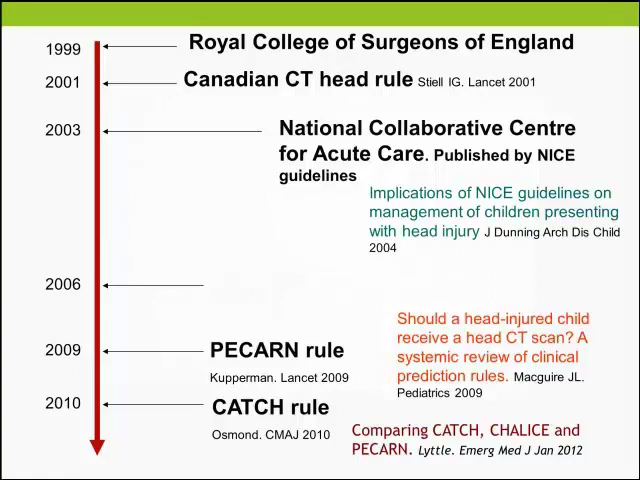 1999
Royal College of Surgeons of England
2001
Canadian CT head rule Stiell IG. Lancet 2001
2003
National Collaborative Centre
for Acute Care. Published by NICE
guidelines
Implications of NICE guidelines on
management of children presenting
with head injury J Dunning Arch Dis Child
2004
2006
Should a head-injured child
receive a head CT scan? A
systemic review of clinical
prediction rules. Macguire JL.
Pediatrics 2009
2009
PECARN rule
Kupperman. Lancet 2009
2010
CATCH rule
Osmond. CMAJ 2010
Comparing CATCH, CHALICE and
PECARN. Lyttle. Emerg Med J Jan 2012